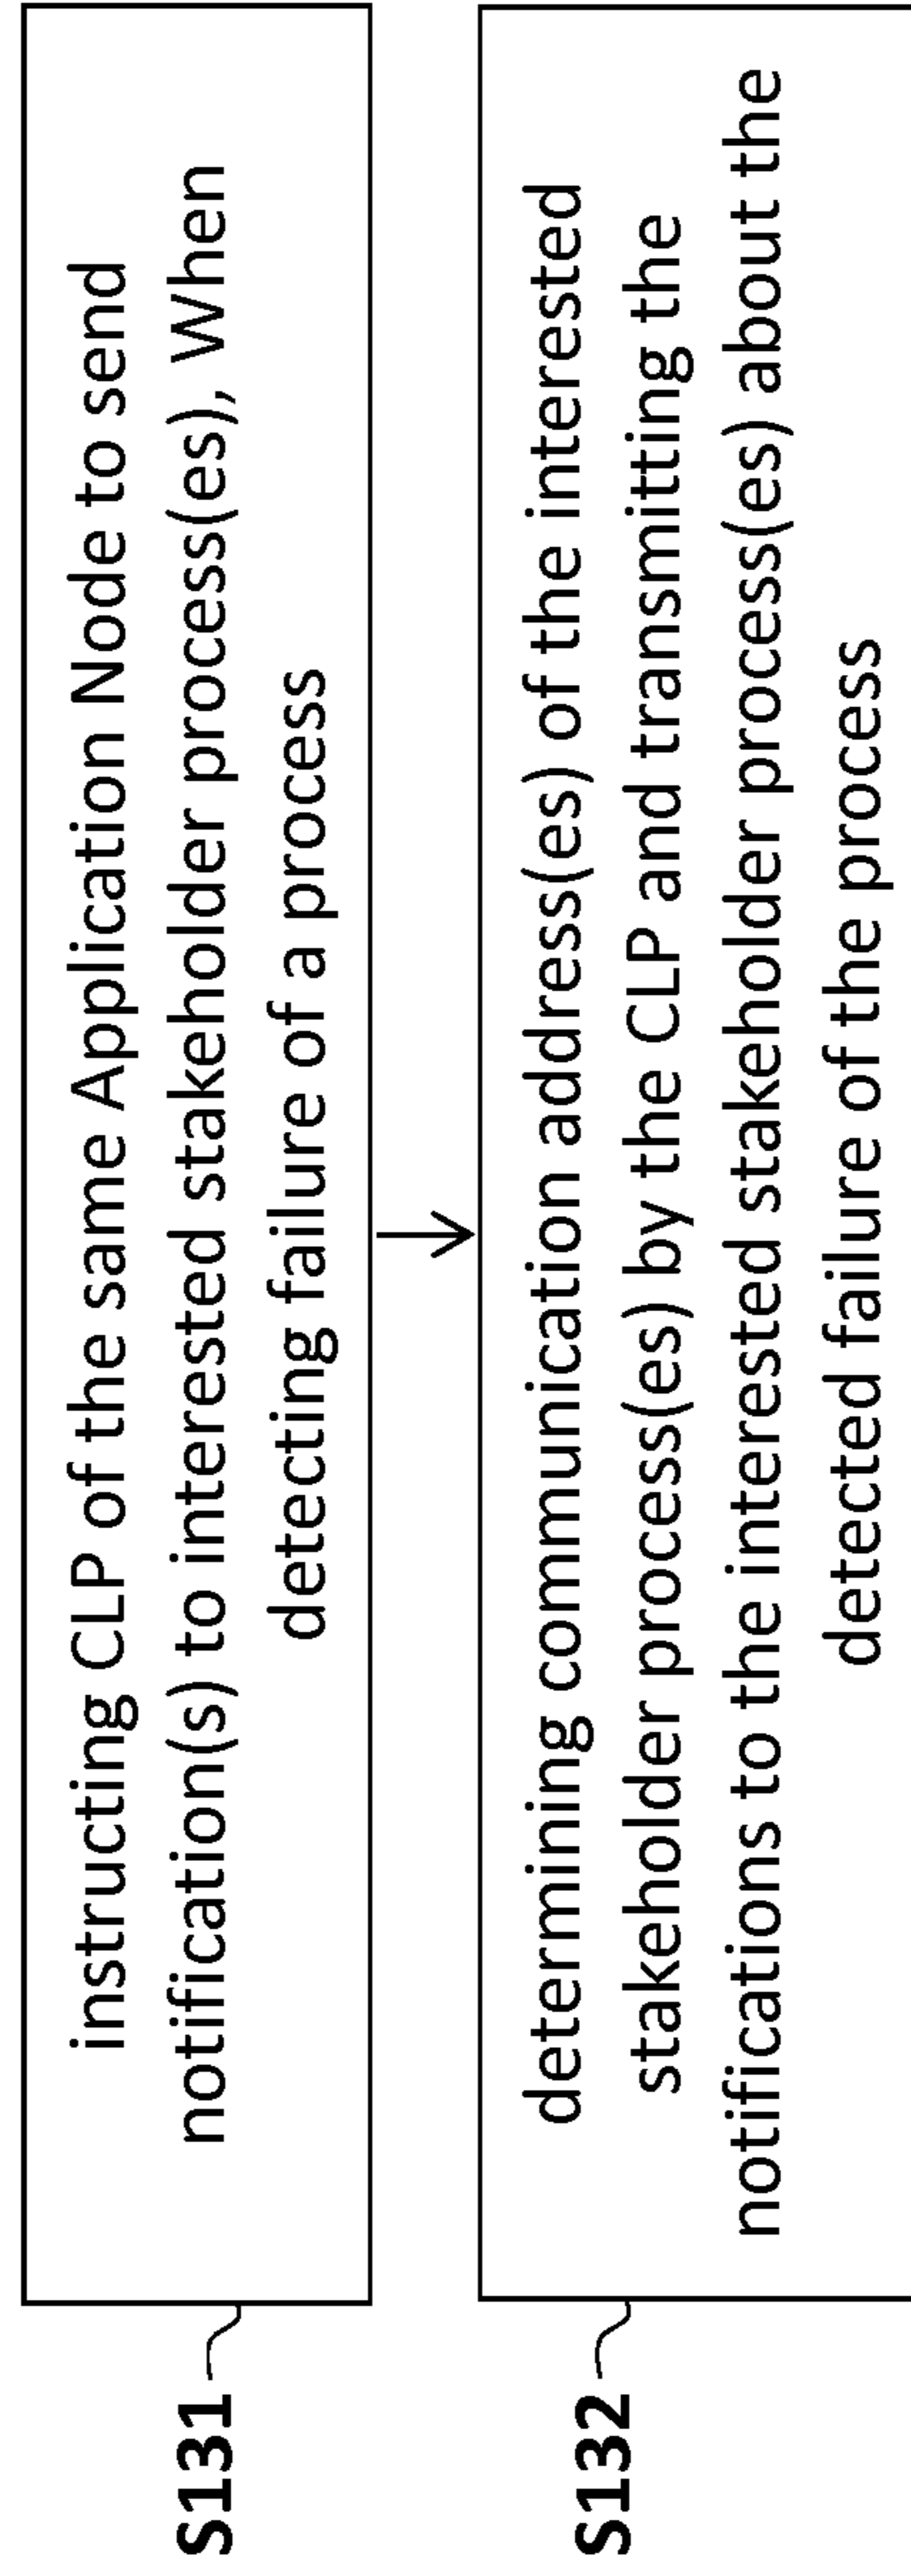 S131
instructing CLP of the same Application Node to send
notification(s) to interested stakeholder process(es), When
detecting failure of a process
S132
determining communication address(es) of the interested
stakeholder process(es) by the CLP and transmitting the
notifications to the interested stakeholder process(es) about the
detected failure of the process